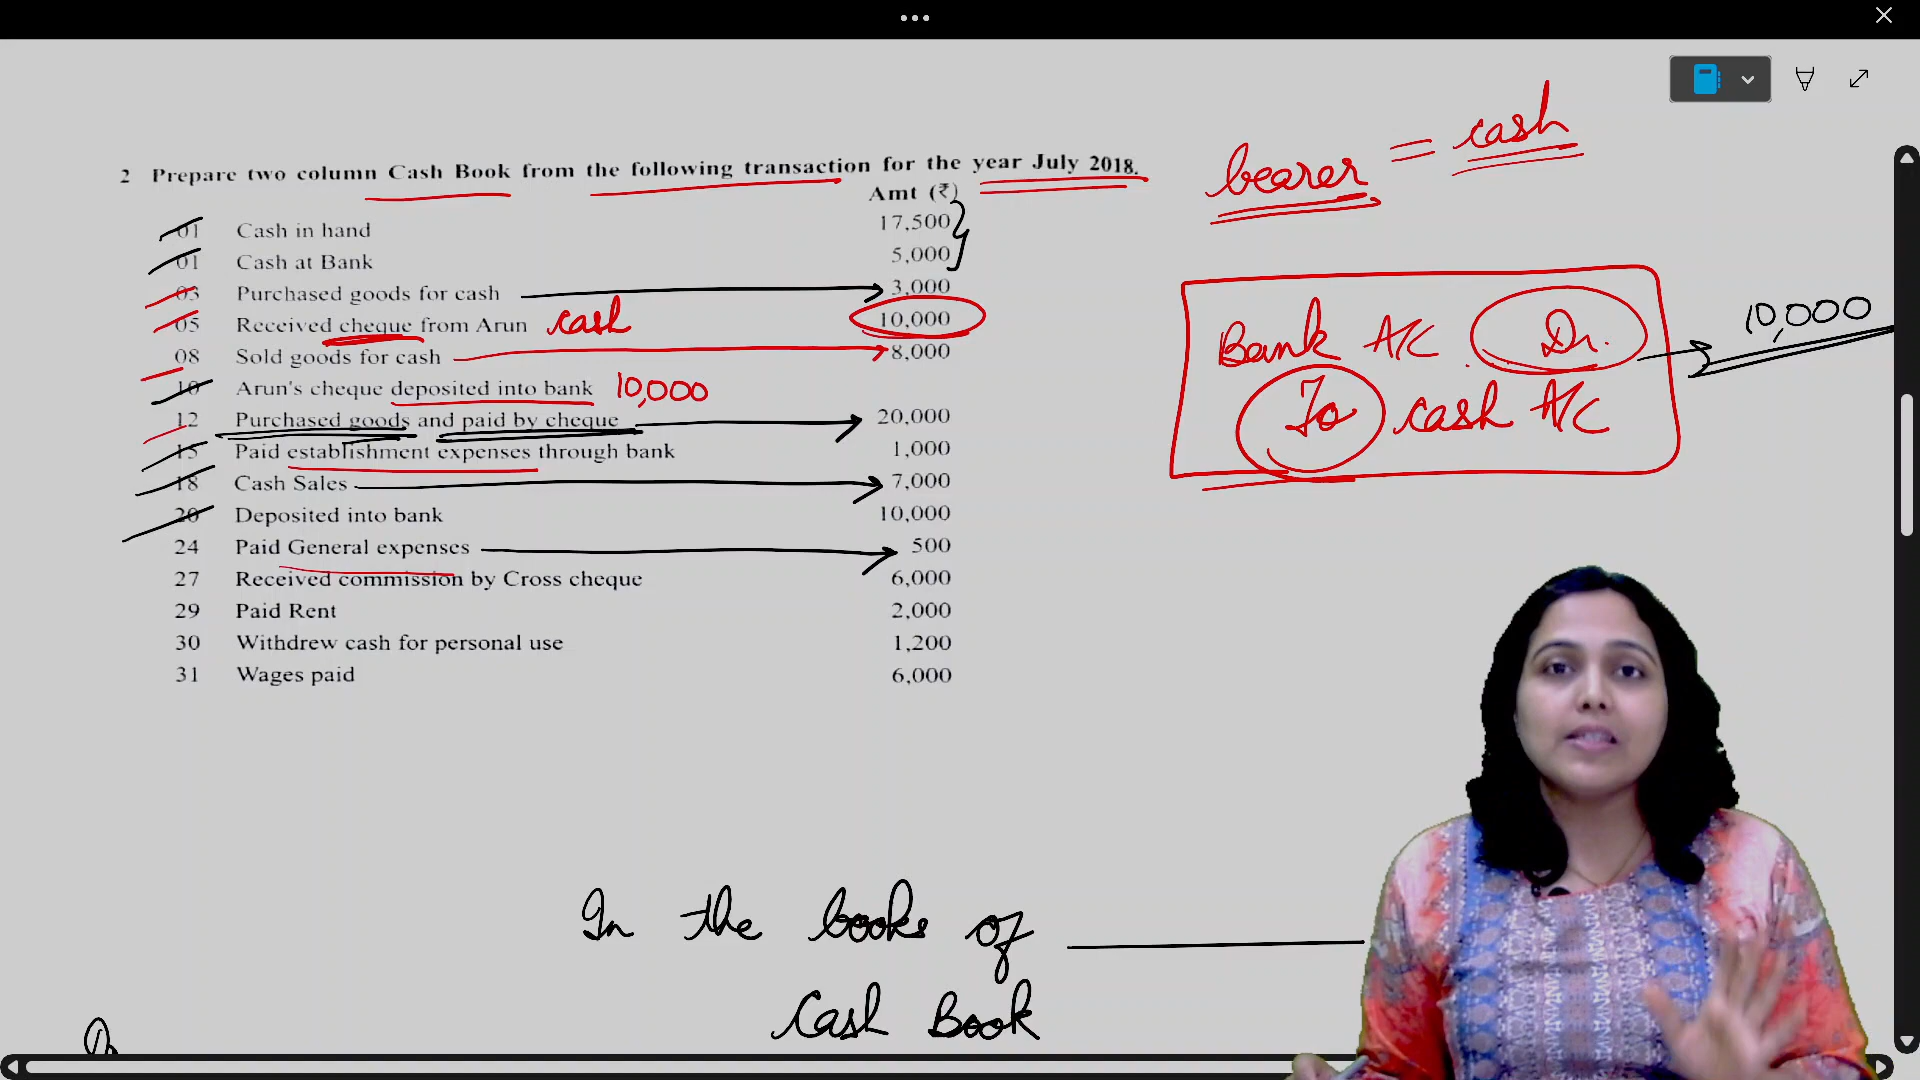 2 Prepare two column Cash Book from the following transaction for the year July 2018.
Amt (₹)
01 Cash in hand 17,500
01 Cash at Bank 5,000
03 Purchased goods for cash 3,000
05 Received cheque from Arun cash 10,000
08 Sold goods for cash 8,000
10 Arun's cheque deposited into bank 10,000
12 Purchased goods and paid by cheque 20,000
15 Paid establishment expenses through bank 1,000
18 Cash Sales 7,000
20 Deposited into bank 10,000
24 Paid General expenses 500
27 Received commission by Cross cheque 6,000
29 Paid Rent 2,000
30 Withdrew cash for personal use 1,200
31 Wages paid 6,000
bearer = cash
Bank A/c Dr. 10,000
To cash A/c
In the books of
Cash Book